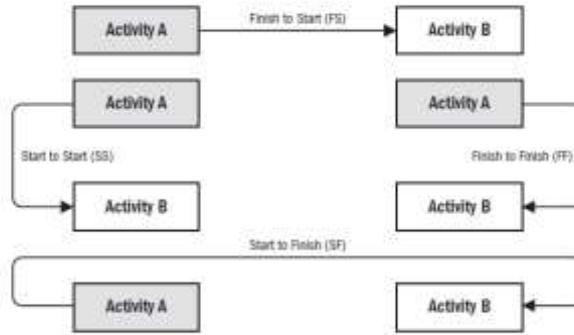 Activity A
Finish to Start (FS)
Activity B
Activity A
Activity A
Start to Start (SS)
Finish to Finish (FF)
Activity B
Activity B
Start to Finish (SF)
Activity A
Activity B